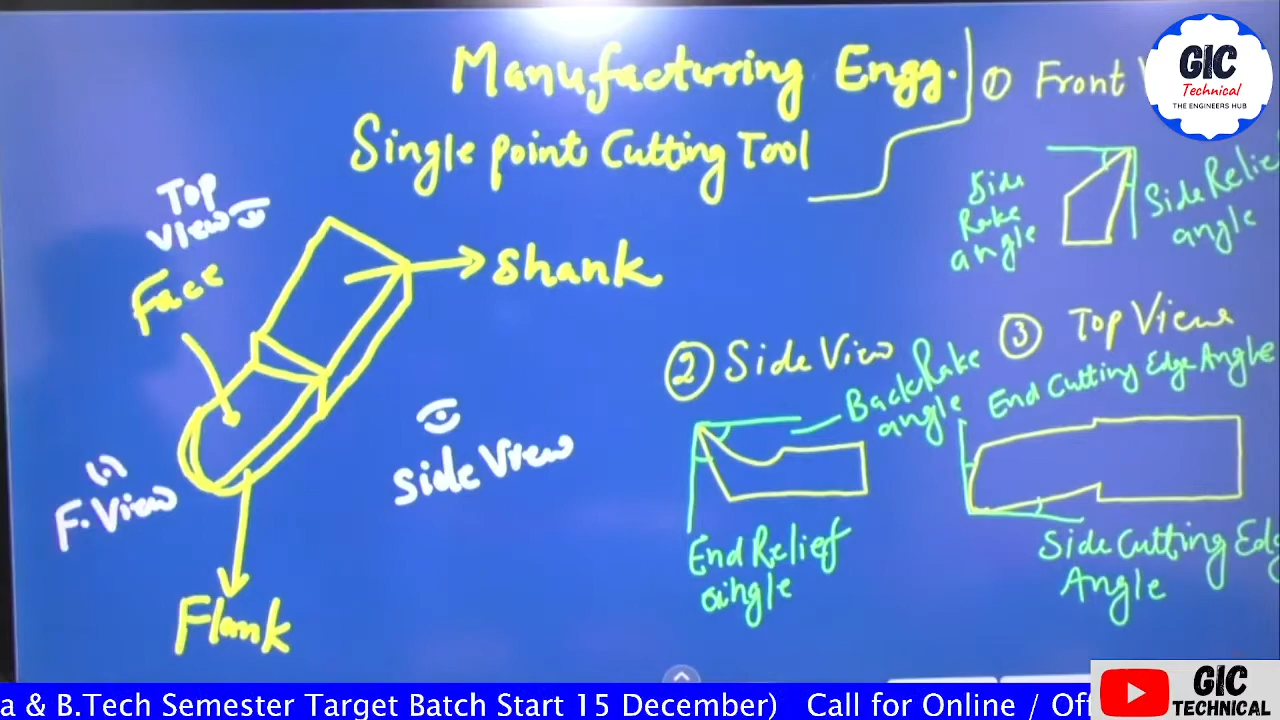 Manufacturing Engg.
Single point Cutting Tool
Top
View
Face
Shank
F. View
Side View
Flank
① Front
Side
Rake
angle
Side Relie
angle
② Side View
Back Rake
angle
End Relief
aingle
③ Top View
End Cutting Edge Angle
Side Cutting Edg
Angle
GIC
Technical
THE ENGINEERS HUB
a & B.Tech Semester Target Batch Start 15 December) Call for Online / Off
GIC
TECHNICAL